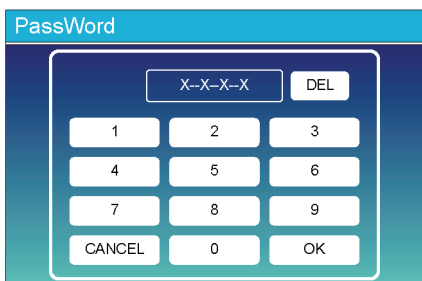 PassWord
X--X--X--X DEL
1 2 3
4 5 6
7 8 9
CANCEL 0 OK